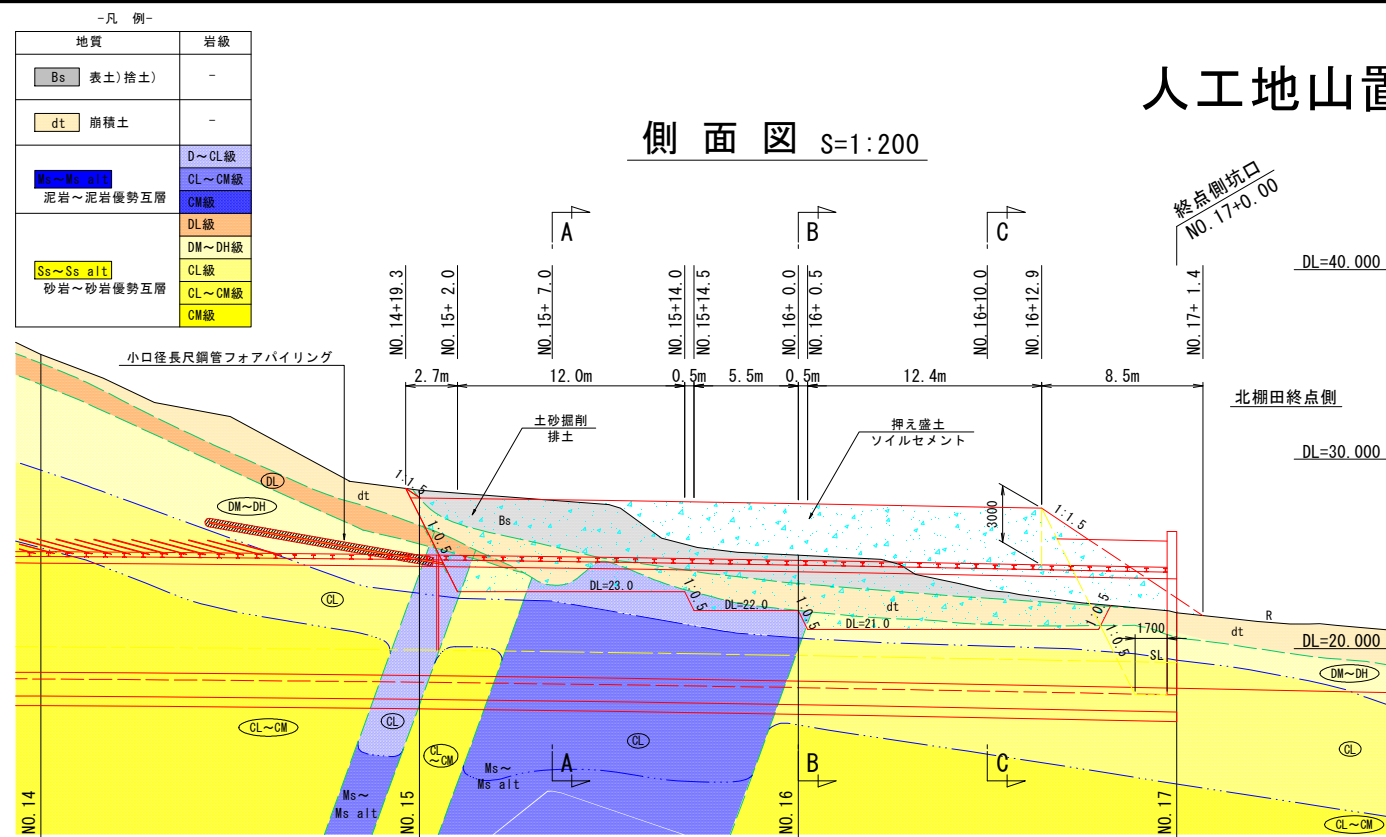 -凡 例-
地質 岩級
Bs 表土)捨土) -
dt 崩積土 -
D～CL級
Ms～Ms alt CL～CM級
泥岩～泥岩優勢互層 CM級
DL級
DM～DH級
Ss～Ss alt CL級
砂岩～砂岩優勢互層 CL～CM級
CM級
人工地山
側面図 S=1:200
終点側坑口
NO.17+0.00
A B C
DL=40.000
NO.14+19.3
NO.15+ 2.0
NO.15+ 7.0
NO.15+14.0
NO.15+14.5
NO.16+ 0.0
NO.16+ 0.5
NO.16+10.0
NO.16+12.9
NO.17+ 1.4
小口径長尺鋼管フォアパイリング
2.7m 12.0m 0.5m 5.5m 0.5m 12.4m 8.5m
北棚田終点側
土砂掘削
排土
押え盛土
ソイルセメント
DL=30.000
DL
dt
1:1.5
DM～DH
Bs
3000
1:1.5
1:0.5
CL
DL=23.0
1:0.5
DL=22.0
1:0.5
DL=21.0
dt
1:0.5
1:0.5
1700
SL
R
dt
DL=20.000
DM～DH
CL～CM
CL
CL
～CM
CL
CL
Ms～
Ms alt
Ms～
Ms alt
A B C
NO.14
NO.15
NO.16
NO.17
CL～CM